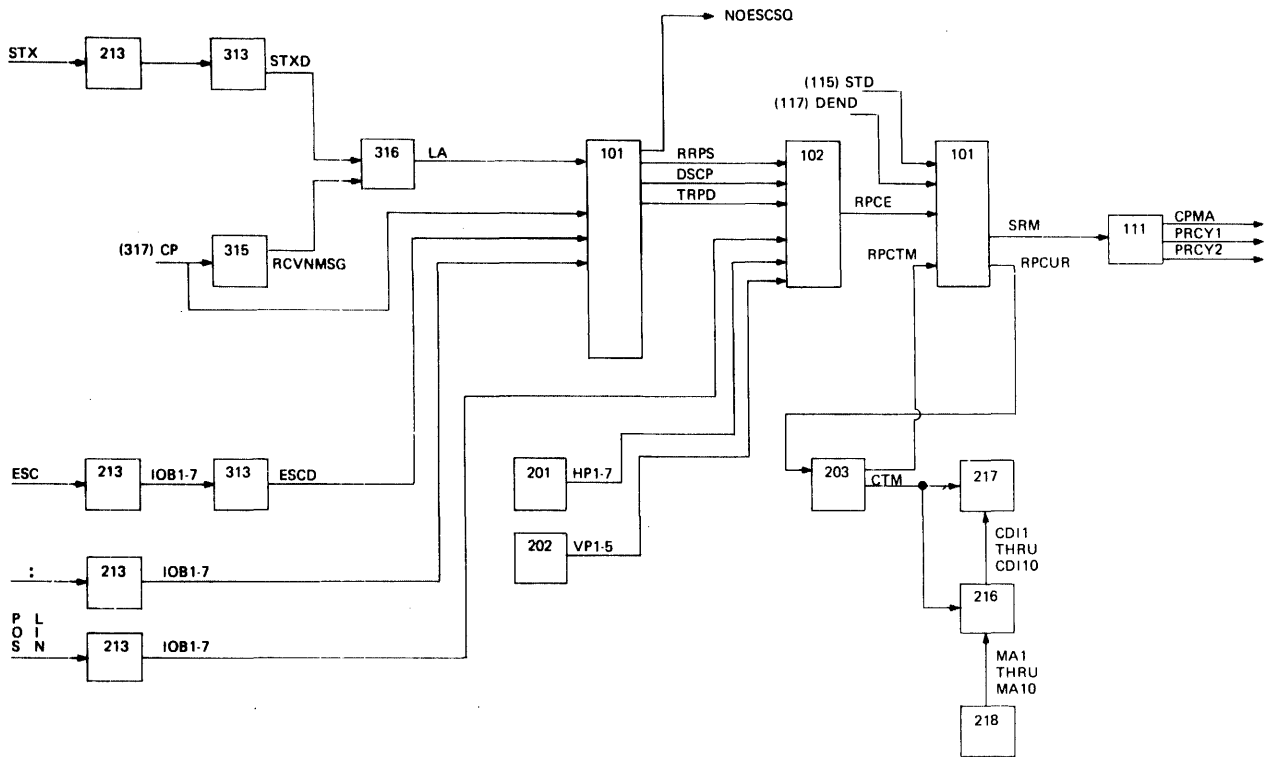 NOESCSQ
STX
213
313
STXD
(115) STD
(117) DEND
316
LA
101
RRPS
DSCP
TRPD
102
RPCE
101
SRM
111
CPMA
PRCY1
PRCY2
(317) CP
315
RCVNMSG
RPCTM
RPCUR
ESC
213
IOB1-7
313
ESCD
201
HP1-7
203
CTM
217
202
VP1-5
CDI1
THRU
CDI10
:
213
IOB1-7
216
POS
LIN
213
IOB1-7
MA1
THRU
MA10
218